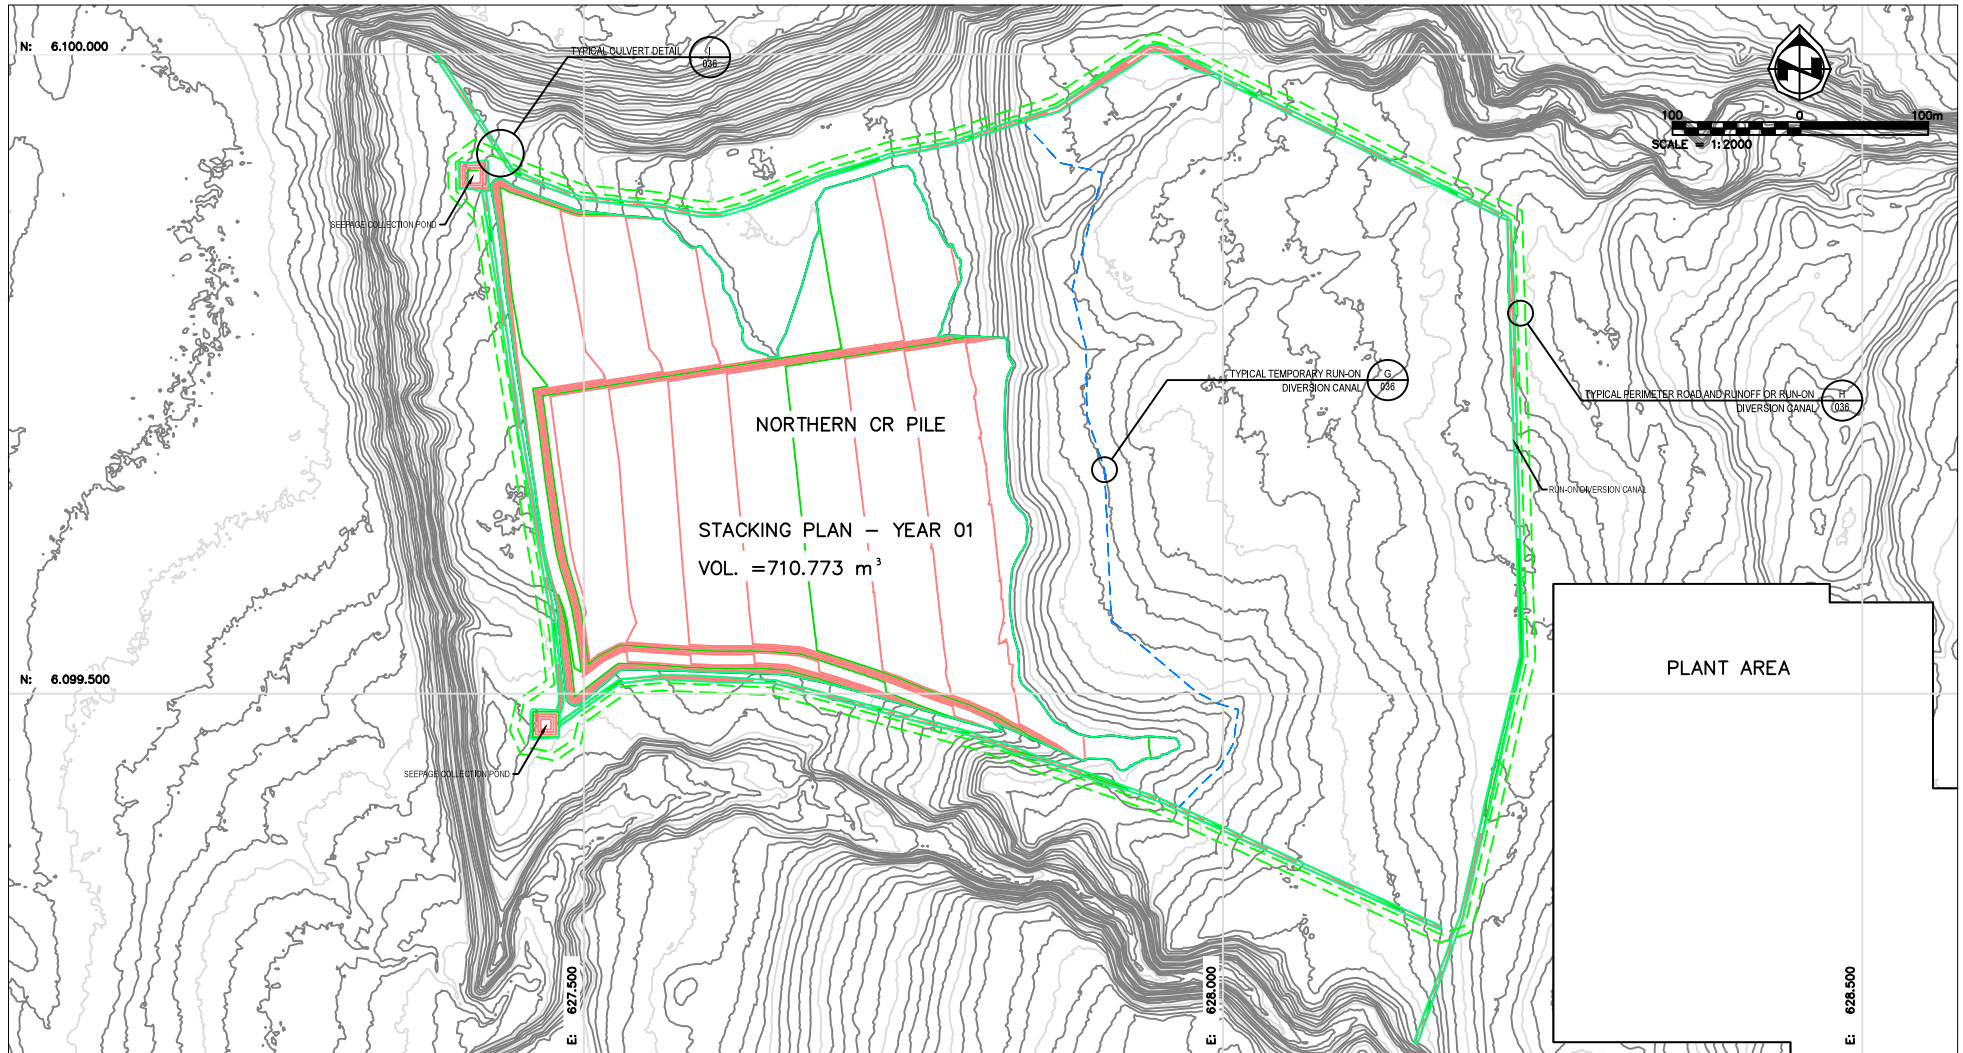 N: 6.100.000
TYPICAL CULVERT DETAIL
I
036
100 0 100m
SCALE = 1:2000
SEEPAGE COLLECTION POND
TYPICAL TEMPORARY RUN-ON
DIVERSION CANAL
G
036
TYPICAL PERIMETER ROAD AND RUNOFF OR RUN-ON
DIVERSION CANAL
H
036
NORTHERN CR PILE
RUN-ON DIVERSION CANAL
STACKING PLAN – YEAR 01
VOL. =710.773 m³
PLANT AREA
N: 6.099.500
SEEPAGE COLLECTION POND
E: 627.500
E: 628.000
E: 628.500